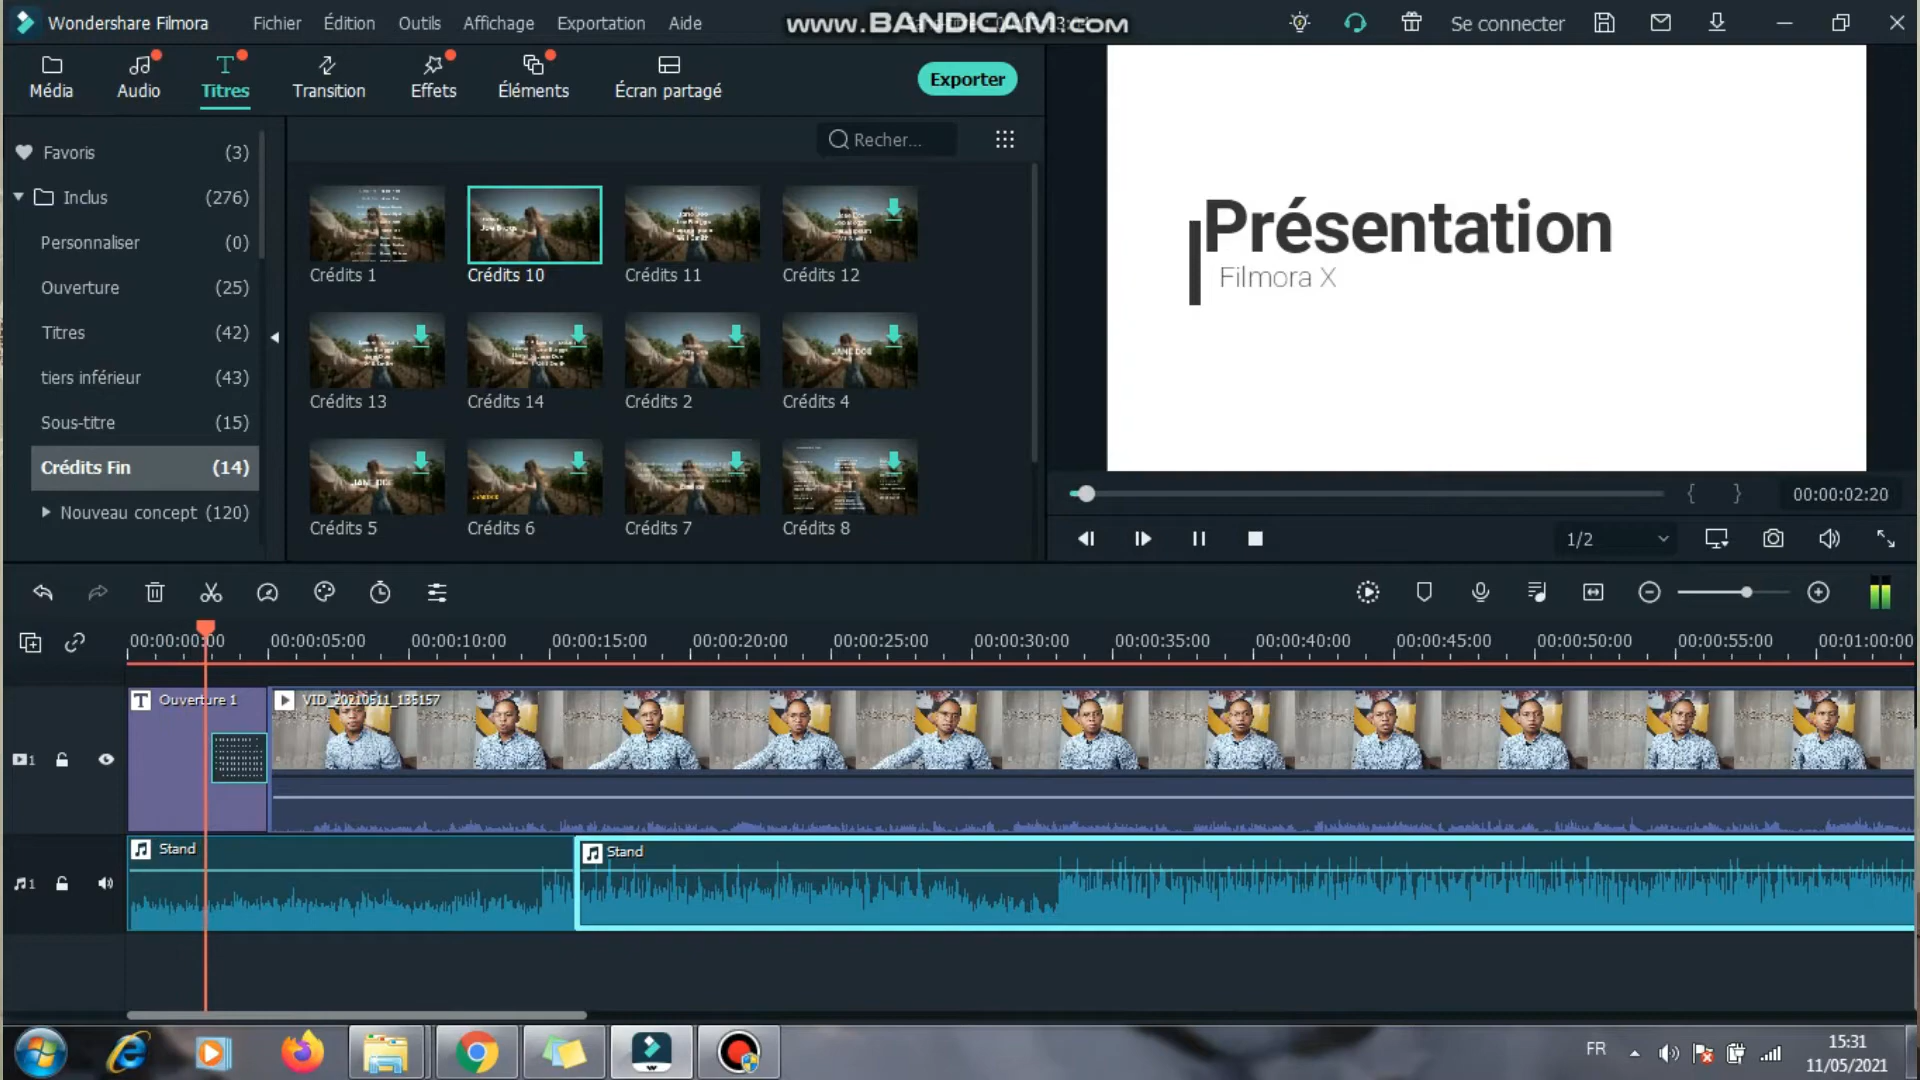 Wondershare Filmora
Fichier
Édition
Outils
Affichage
Exportation
Aide
www.BANDICAM.com
Se connecter
Média
Audio
Titres
Transition
Effets
Éléments
Écran partagé
Exporter
Favoris (3)
Inclus (276)
Personnaliser (0)
Ouverture (25)
Titres (42)
tiers inférieur (43)
Sous-titre (15)
Crédits Fin (14)
Nouveau concept (120)
Recher...
Crédits 1
Crédits 10
Crédits 11
Crédits 12
Crédits 13
Crédits 14
Crédits 2
Crédits 4
Crédits 5
Crédits 6
Crédits 7
Crédits 8
Présentation
Filmora X
{ }
00:00:02:20
1/2
00:00:00:00
00:00:05:00
00:00:10:00
00:00:15:00
00:00:20:00
00:00:25:00
00:00:30:00
00:00:35:00
00:00:40:00
00:00:45:00
00:00:50:00
00:00:55:00
00:01:00:00
Ouverture 1
VID_20210511_135157
1
Stand
Stand
1
FR
15:31
11/05/2021